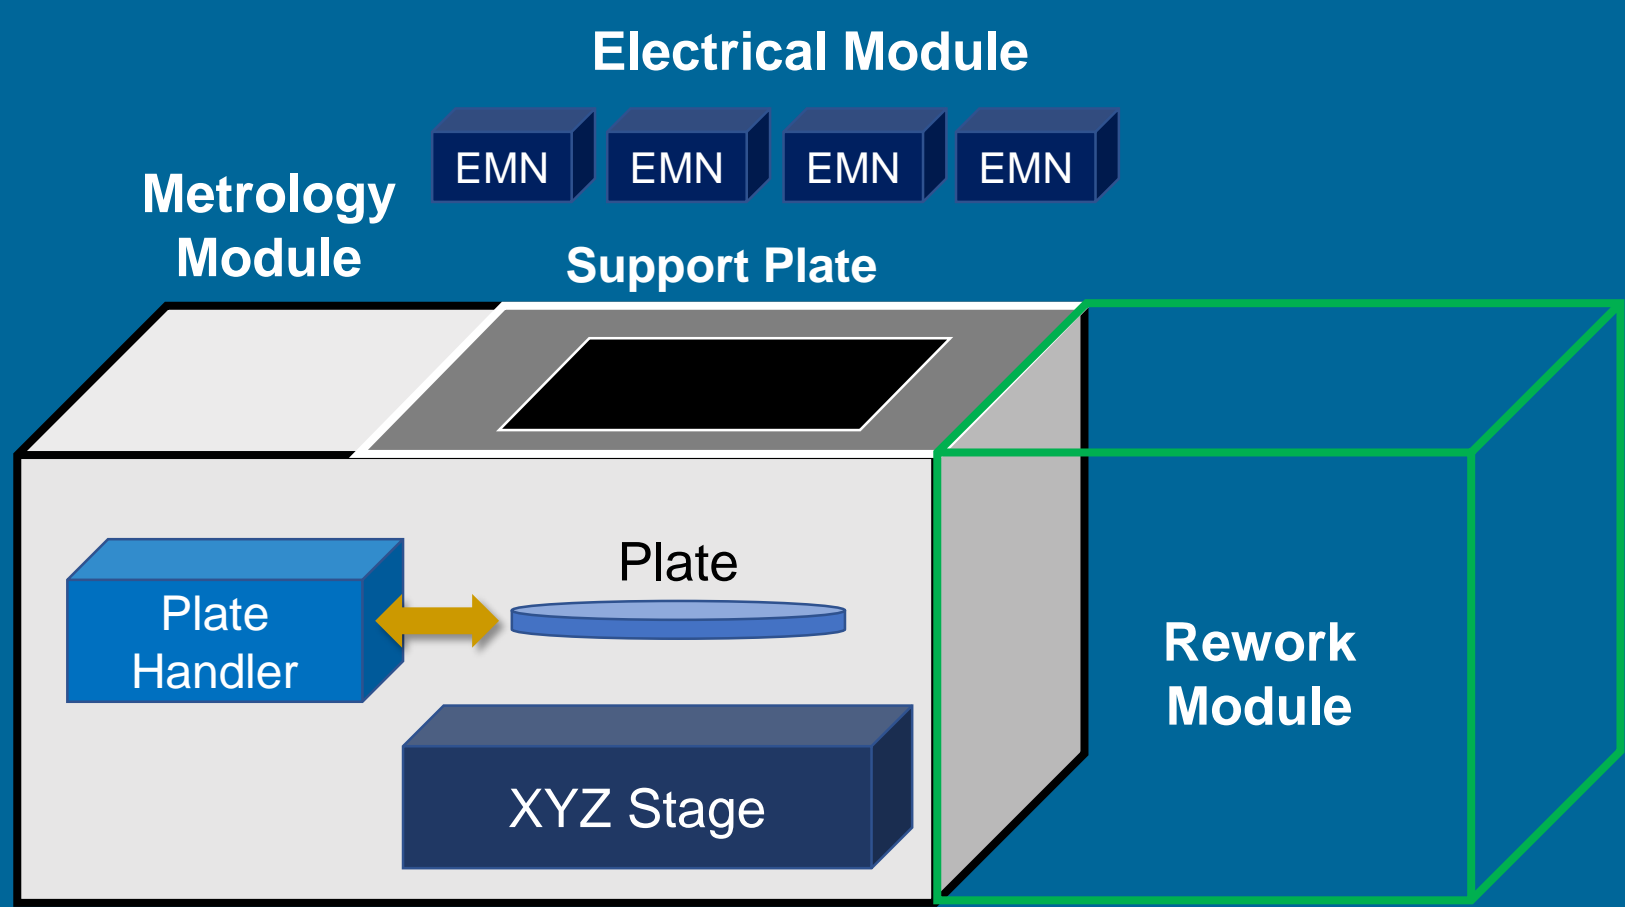 Electrical Module
EMN EMN EMN EMN
Metrology
Module
Support Plate
Plate
Plate
Handler
XYZ Stage
Rework
Module